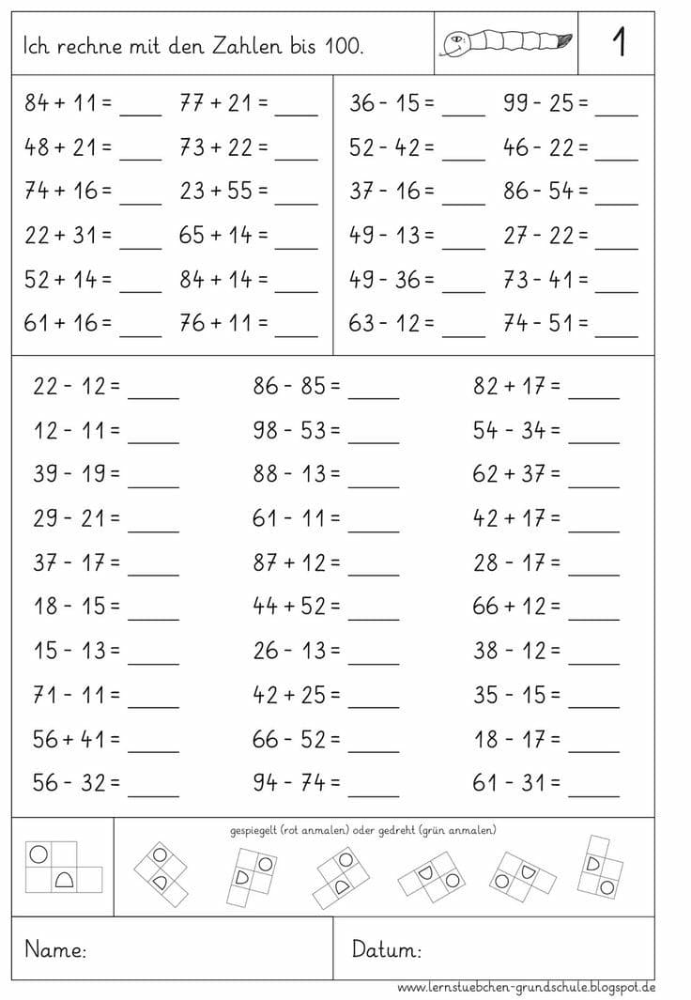 Ich rechne mit den Zahlen bis 100.
1
84 + 11 = ____ 77 + 21 = ____
48 + 21 = ____ 73 + 22 = ____
74 + 16 = ____ 23 + 55 = ____
22 + 31 = ____ 65 + 14 = ____
52 + 14 = ____ 84 + 14 = ____
61 + 16 = ____ 76 + 11 = ____
36 - 15 = ____ 99 - 25 = ____
52 - 42 = ____ 46 - 22 = ____
37 - 16 = ____ 86 - 54 = ____
49 - 13 = ____ 27 - 22 = ____
49 - 36 = ____ 73 - 41 = ____
63 - 12 = ____ 74 - 51 = ____
22 - 12 = ____ 86 - 85 = ____ 82 + 17 = ____
12 - 11 = ____ 98 - 53 = ____ 54 - 34 = ____
39 - 19 = ____ 88 - 13 = ____ 62 + 37 = ____
29 - 21 = ____ 61 - 11 = ____ 42 + 17 = ____
37 - 17 = ____ 87 + 12 = ____ 28 - 17 = ____
18 - 15 = ____ 44 + 52 = ____ 66 + 12 = ____
15 - 13 = ____ 26 - 13 = ____ 38 - 12 = ____
71 - 11 = ____ 42 + 25 = ____ 35 - 15 = ____
56 + 41 = ____ 66 - 52 = ____ 18 - 17 = ____
56 - 32 = ____ 94 - 74 = ____ 61 - 31 = ____
gespiegelt (rot anmalen) oder gedreht (grün anmalen)
Name: Datum:
www.lernstuebchen-grundschule.blogspot.de